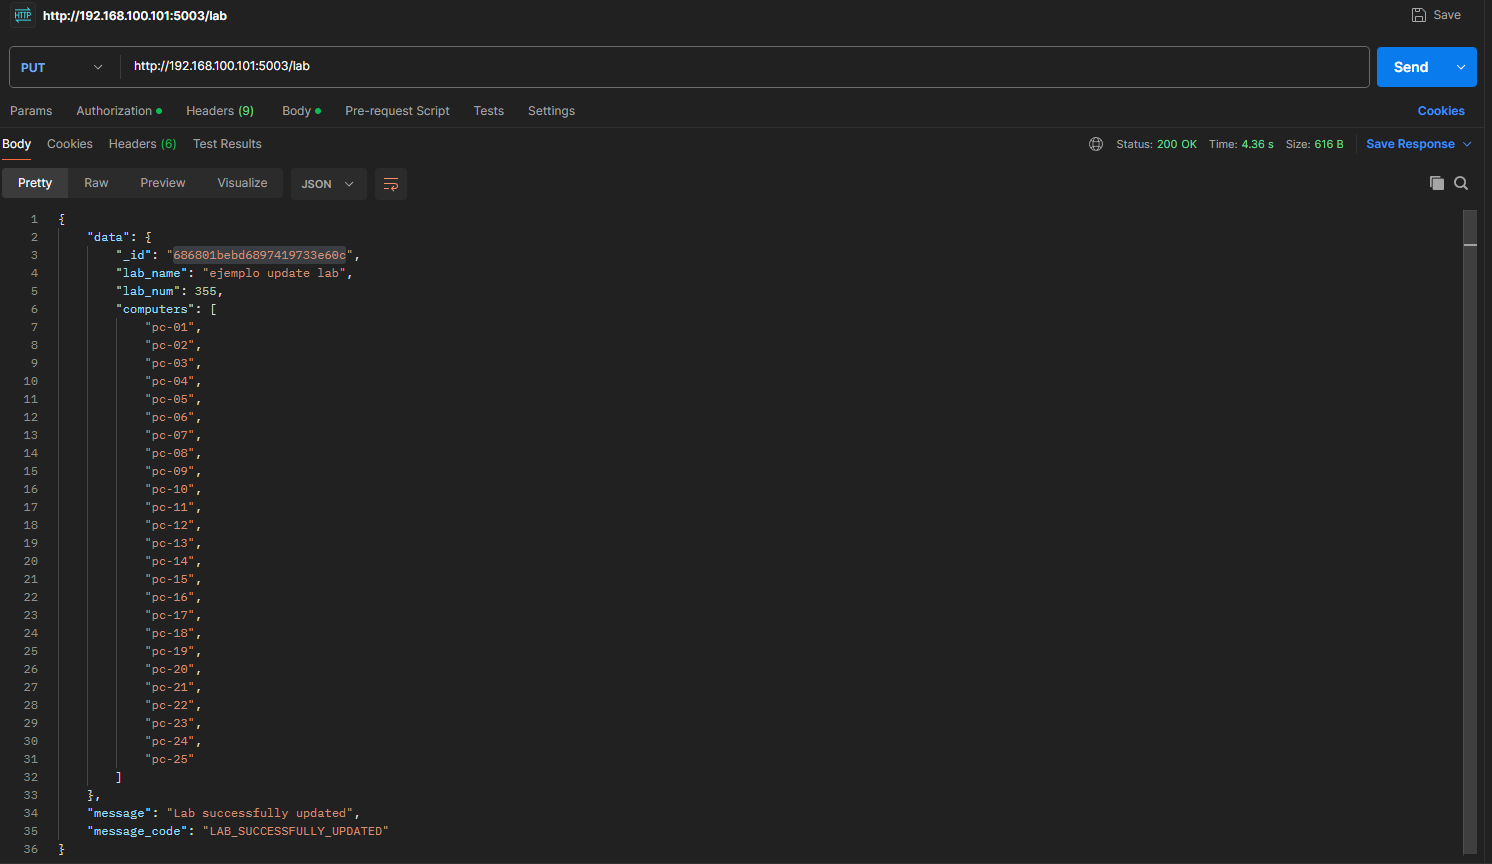 HTTP http://192.168.100.101:5003/lab Save
PUT http://192.168.100.101:5003/lab Send
Params Authorization Headers (9) Body Pre-request Script Tests Settings Cookies
Body Cookies Headers (6) Test Results Status: 200 OK Time: 4.36 s Size: 616 B Save Response
Pretty Raw Preview Visualize JSON
1 {
2 "data": {
3 "_id": "686801bebd6897419733e60c",
4 "lab_name": "ejemplo update lab",
5 "lab_num": 355,
6 "computers": [
7 "pc-01",
8 "pc-02",
9 "pc-03",
10 "pc-04",
11 "pc-05",
12 "pc-06",
13 "pc-07",
14 "pc-08",
15 "pc-09",
16 "pc-10",
17 "pc-11",
18 "pc-12",
19 "pc-13",
20 "pc-14",
21 "pc-15",
22 "pc-16",
23 "pc-17",
24 "pc-18",
25 "pc-19",
26 "pc-20",
27 "pc-21",
28 "pc-22",
29 "pc-23",
30 "pc-24",
31 "pc-25"
32 ]
33 },
34 "message": "Lab successfully updated",
35 "message_code": "LAB_SUCCESSFULLY_UPDATED"
36 }